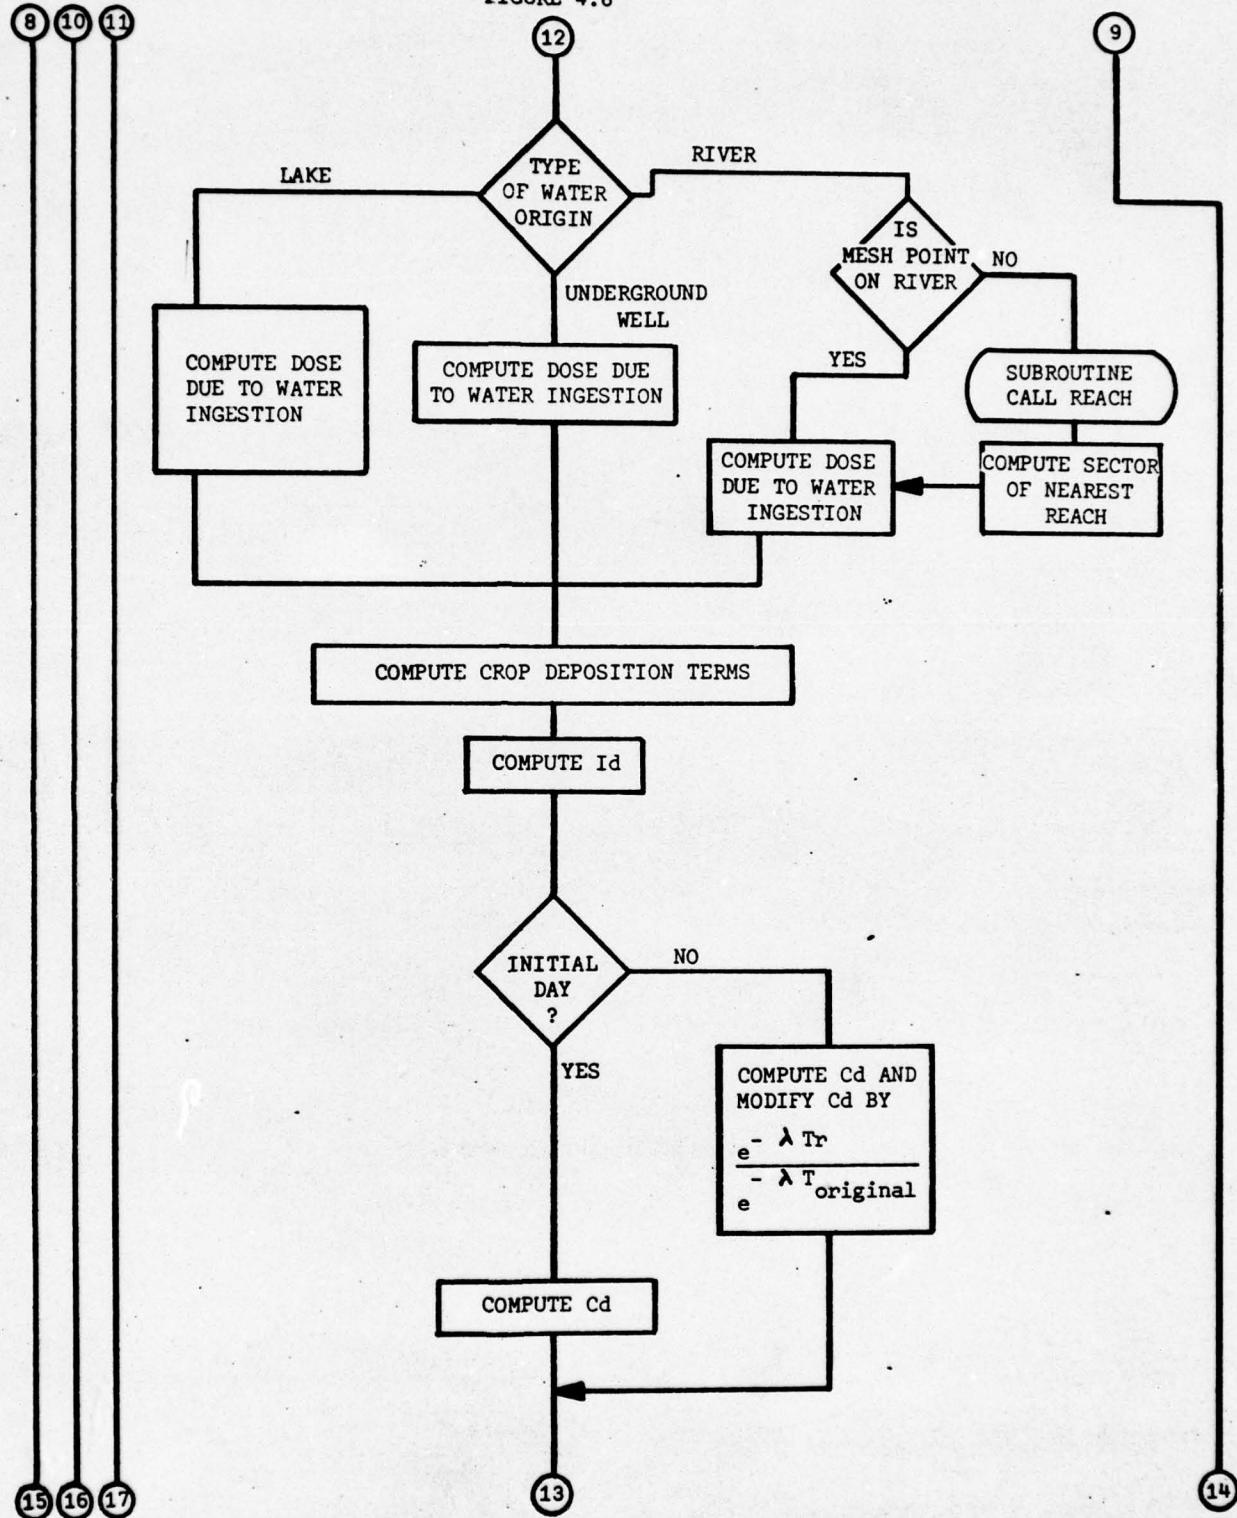 FIGURE 4.6
8 10 11
12
9
TYPE
OF WATER
ORIGIN
LAKE
RIVER
UNDERGROUND
WELL
IS
MESH POINT
ON RIVER
NO
YES
COMPUTE DOSE
DUE TO WATER
INGESTION
COMPUTE DOSE DUE
TO WATER INGESTION
SUBROUTINE
CALL REACH
COMPUTE DOSE
DUE TO WATER
INGESTION
COMPUTE SECTOR
OF NEAREST
REACH
COMPUTE CROP DEPOSITION TERMS
COMPUTE Id
INITIAL
DAY
?
NO
YES
COMPUTE Cd AND
MODIFY Cd BY
e- λ Tr
e- λ Toriginal
COMPUTE Cd
15 16 17
13
14